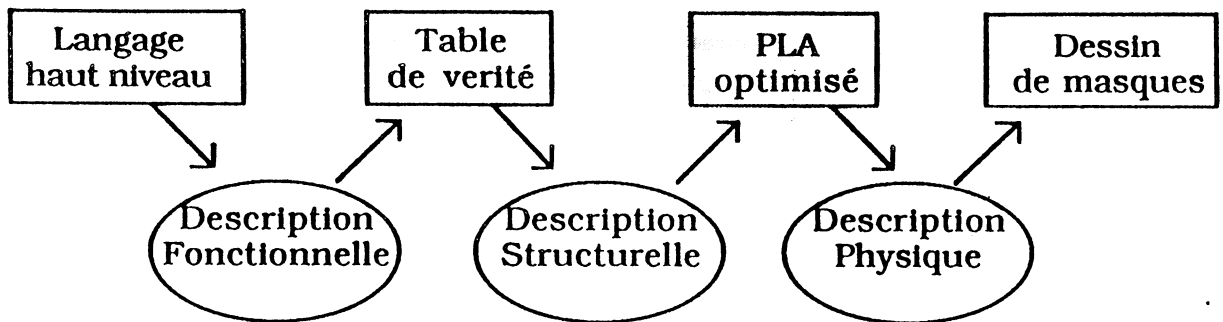 Langage
haut niveau
Table
de verité
PLA
optimisé
Dessin
de masques
Description
Fonctionnelle
Description
Structurelle
Description
Physique